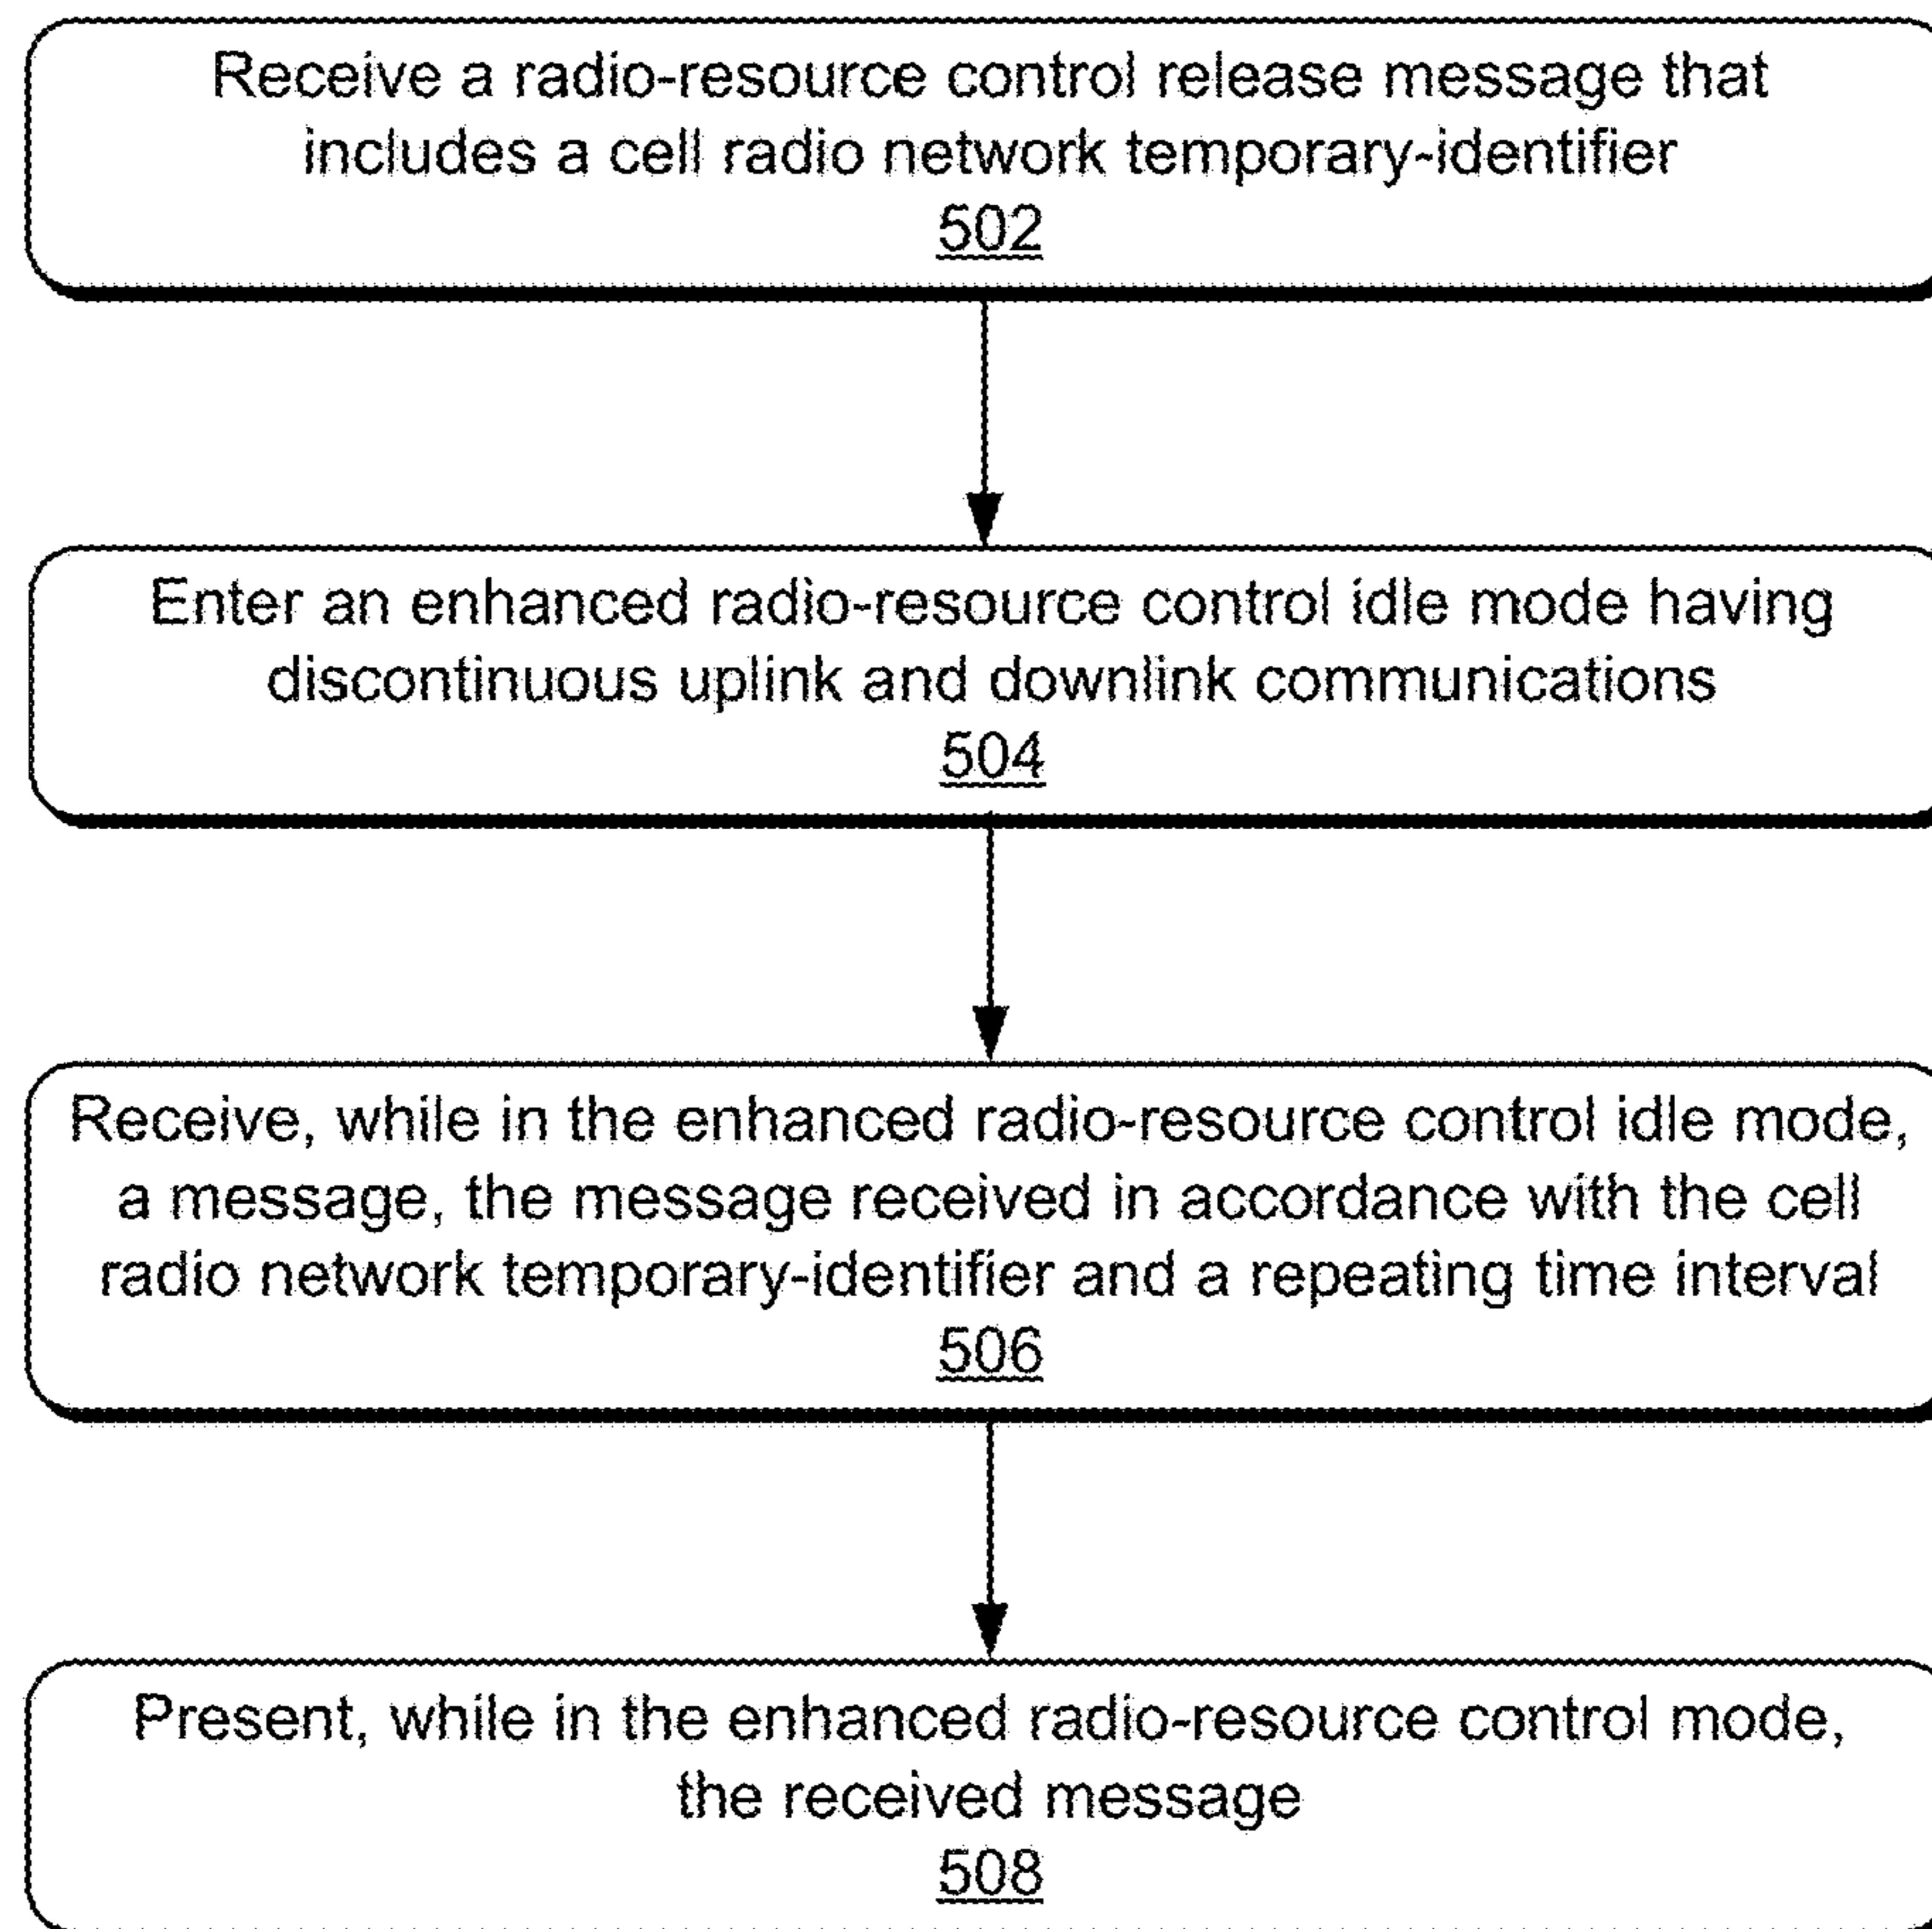 Receive a radio-resource control release message that
includes a cell radio network temporary-identifier
502
Enter an enhanced radio-resource control idle mode having
discontinuous uplink and downlink communications
504
Receive, while in the enhanced radio-resource control idle mode,
a message, the message received in accordance with the cell
radio network temporary-identifier and a repeating time interval
506
Present, while in the enhanced radio-resource control mode,
the received message
508